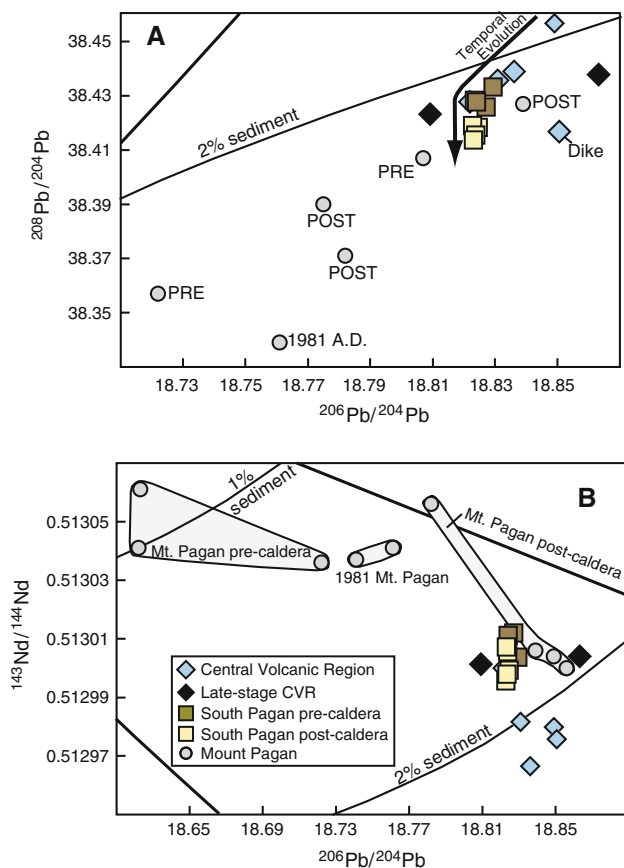 A
38.45
38.43
38.41
38.39
38.37
38.35
208Pb/204Pb
2% sediment
Temporal
Evolution
POST
Dike
PRE
POST
POST
PRE
1981 A.D.
18.73 18.75 18.77 18.79 18.81 18.83 18.85
206Pb/204Pb
B
0.51305
0.51303
0.51301
0.51299
0.51297
143Nd/144Nd
1%
sediment
Mt. Pagan pre-caldera
1981 Mt. Pagan
Mt. Pagan post-caldera
Central Volcanic Region
Late-stage CVR
South Pagan pre-caldera
South Pagan post-caldera
Mount Pagan
2% sediment
18.65 18.69 18.73 18.77 18.81 18.85
206Pb/204Pb